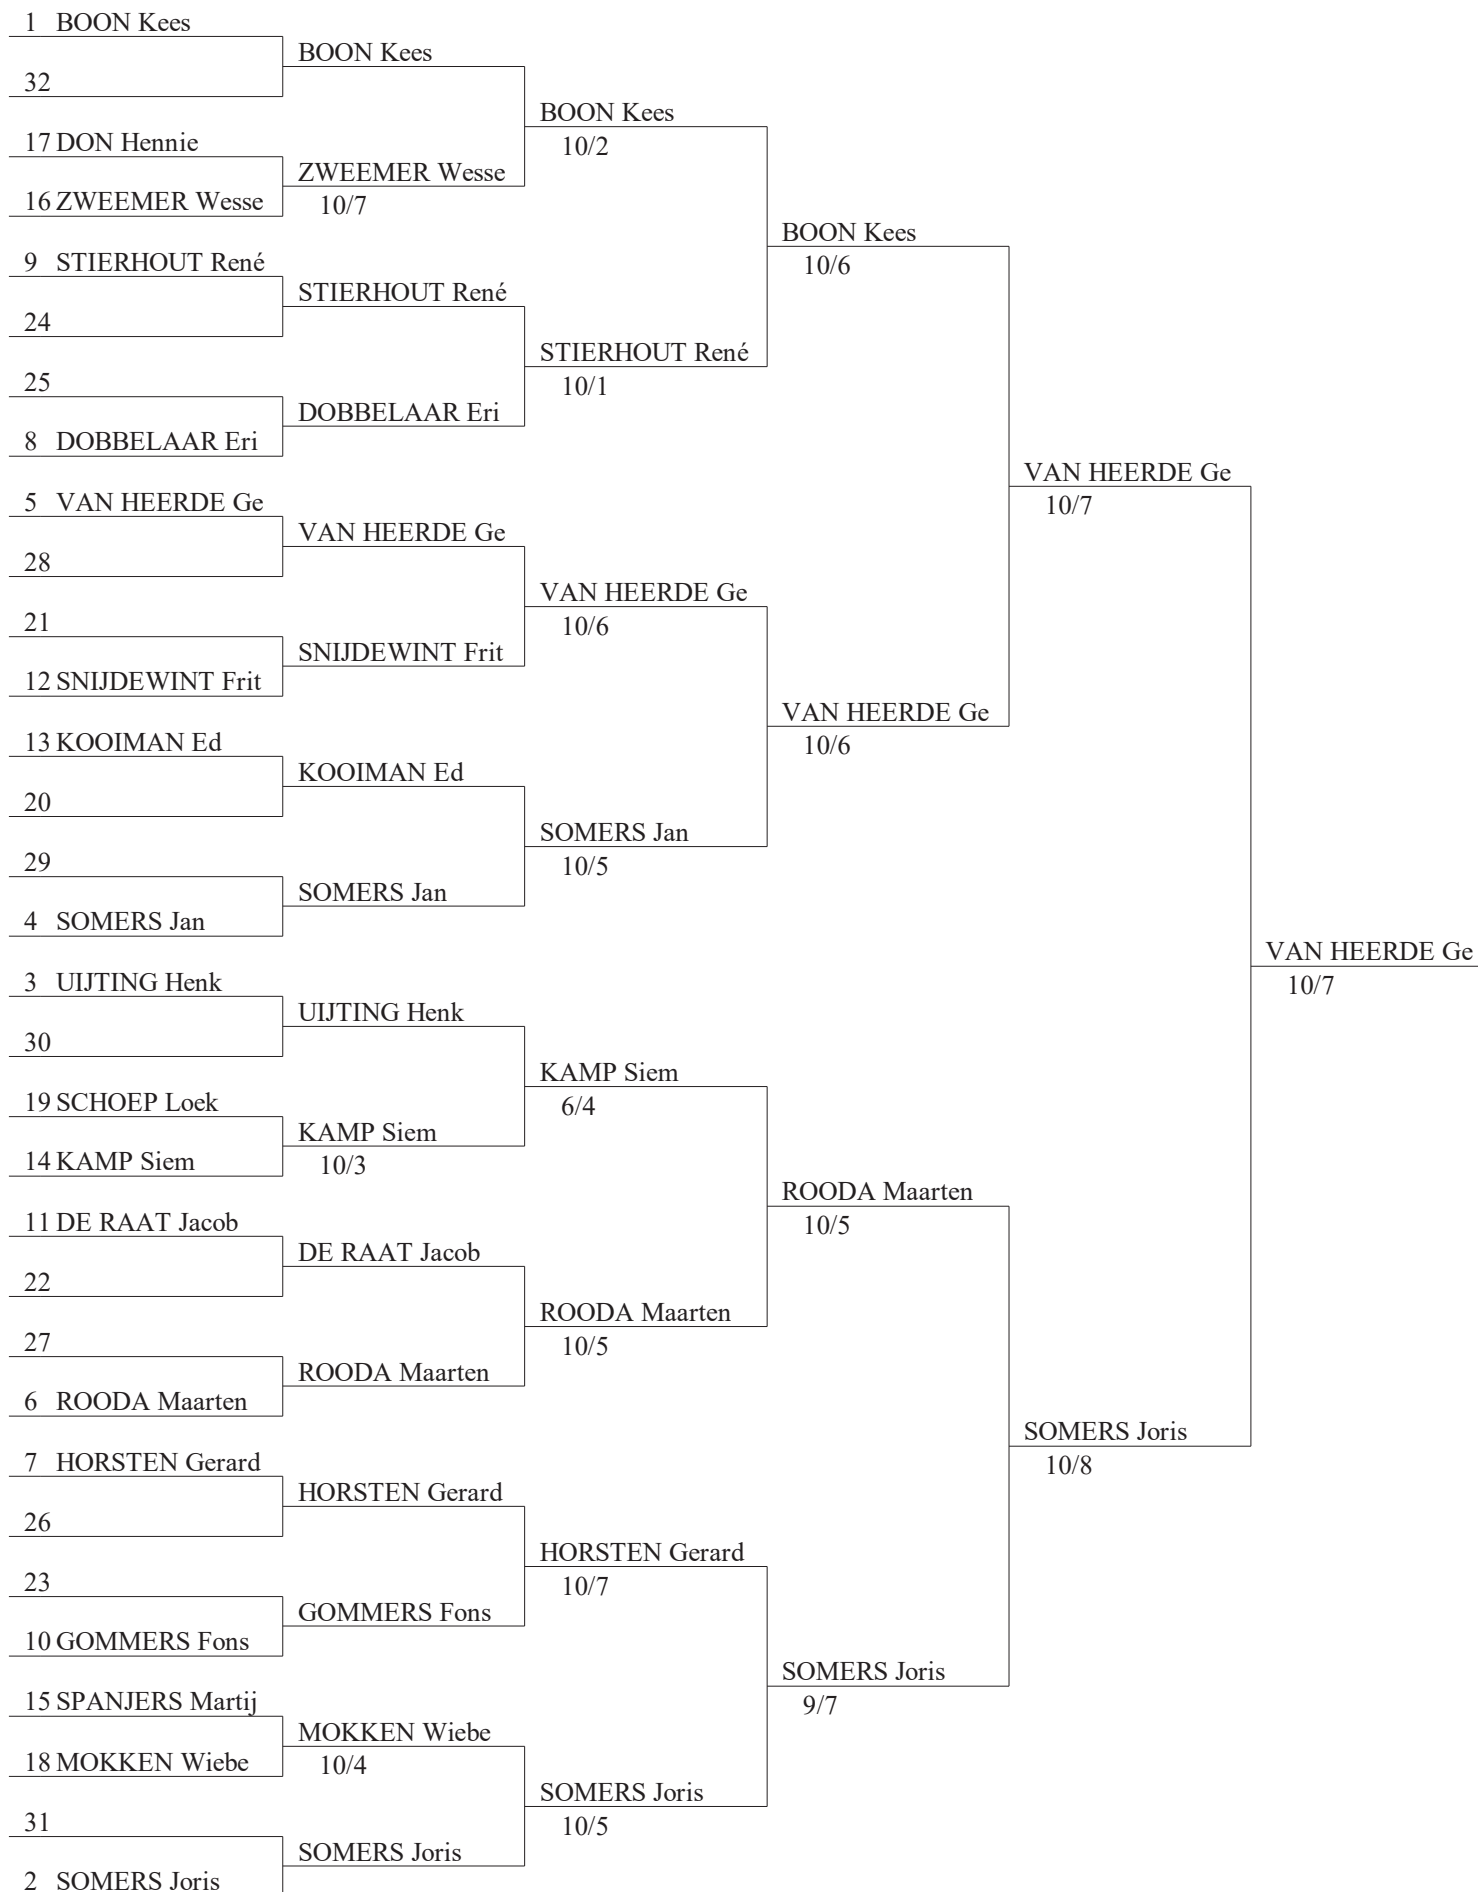 1 BOON Kees
32
17 DON Hennie
16 ZWEEMER Wesse
9 STIERHOUT René
24
25
8 DOBBELAAR Eri
5 VAN HEERDE Ge
28
21
12 SNIJDEWINT Frit
13 KOOIMAN Ed
20
29
4 SOMERS Jan
3 UIJTING Henk
30
19 SCHOEP Loek
14 KAMP Siem
11 DE RAAT Jacob
22
27
6 ROODA Maarten
7 HORSTEN Gerard
26
23
10 GOMMERS Fons
15 SPANJERS Martij
18 MOKKEN Wiebe
31
2 SOMERS Joris
BOON Kees
ZWEEMER Wesse
10/7
STIERHOUT René
DOBBELAAR Eri
VAN HEERDE Ge
SNIJDEWINT Frit
KOOIMAN Ed
SOMERS Jan
UIJTING Henk
KAMP Siem
10/3
DE RAAT Jacob
ROODA Maarten
HORSTEN Gerard
GOMMERS Fons
MOKKEN Wiebe
10/4
SOMERS Joris
BOON Kees
10/2
STIERHOUT René
10/1
VAN HEERDE Ge
10/6
SOMERS Jan
10/5
KAMP Siem
6/4
ROODA Maarten
10/5
HORSTEN Gerard
10/7
SOMERS Joris
10/5
BOON Kees
10/6
VAN HEERDE Ge
10/6
ROODA Maarten
10/5
SOMERS Joris
9/7
VAN HEERDE Ge
10/7
SOMERS Joris
10/8
VAN HEERDE Ge
10/7